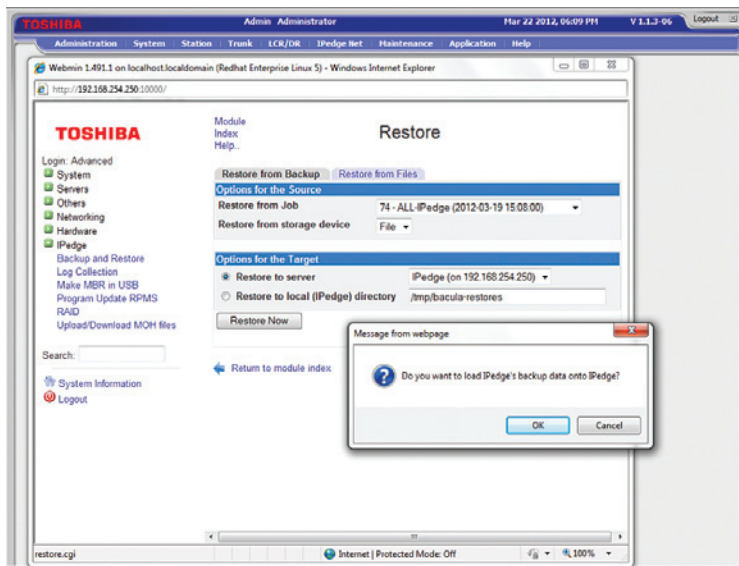 TOSHIBA Admin Administrator Mar 22 2012, 06:09 PM V 1.1.3-06 Logout
Administration System Station Trunk LCR/DR IPedge Net Maintenance Application Help
Webmin 1.491.1 on localhost.localdomain (Redhat Enterprise Linux 5) - Windows Internet Explorer
http://192.168.254.250:10000/
TOSHIBA
Login: Advanced
System
Servers
Others
Networking
Hardware
IPedge
Backup and Restore
Log Collection
Make MBR in USB
Program Update RPMS
RAID
Upload/Download MOH files
Search:
System Information
Logout
Module
Index
Help..
Restore
Restore from Backup Restore from Files
Options for the Source
Restore from Job 74 - ALL-IPedge (2012-03-19 15:08:00)
Restore from storage device File
Options for the Target
Restore to server IPedge (on 192.168.254.250)
Restore to local (IPedge) directory /tmp/bacula-restores
Restore Now
Return to module index
Message from webpage
Do you want to load IPedge's backup data onto IPedge?
OK Cancel
restore.cgi Internet | Protected Mode: Off 100%